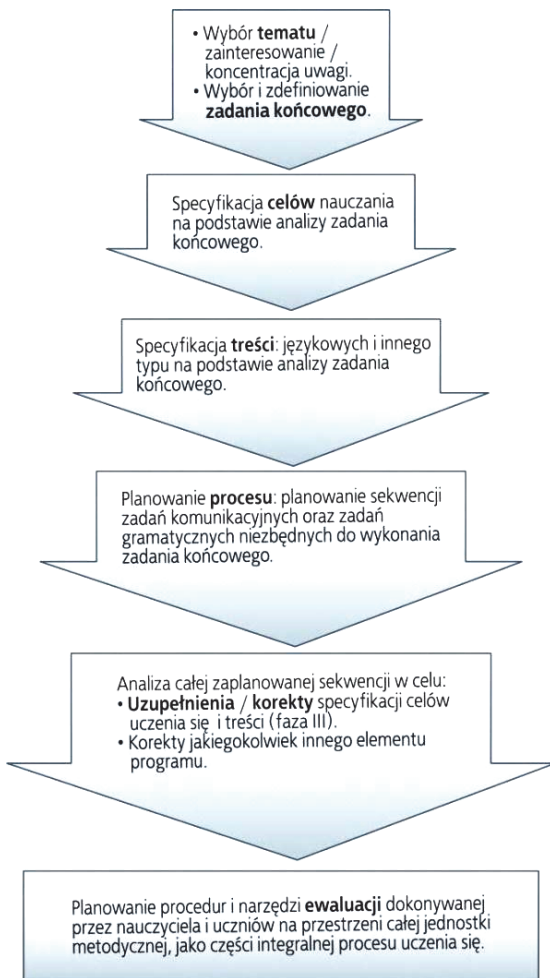 • Wybór tematu /
zainteresowanie /
koncentracja uwagi.
• Wybór i zdefiniowanie
zadania końcowego.
Specyfikacja celów nauczania
na podstawie analizy zadania
końcowego.
Specyfikacja treści: językowych i innego
typu na podstawie analizy zadania
końcowego.
Planowanie procesu: planowanie sekwencji
zadań komunikacyjnych oraz zadań
gramatycznych niezbędnych do wykonania
zadania końcowego.
Analiza całej zaplanowanej sekwencji w celu:
• Uzupełnienia / korekty specyfikacji celów
uczenia się i treści (faza III).
• Korekty jakiegokolwiek innego elementu
programu.
Planowanie procedur i narzędzi ewaluacji dokonywanej
przez nauczyciela i uczniów na przestrzeni całej jednostki
metodycznej, jako części integralnej procesu uczenia się.